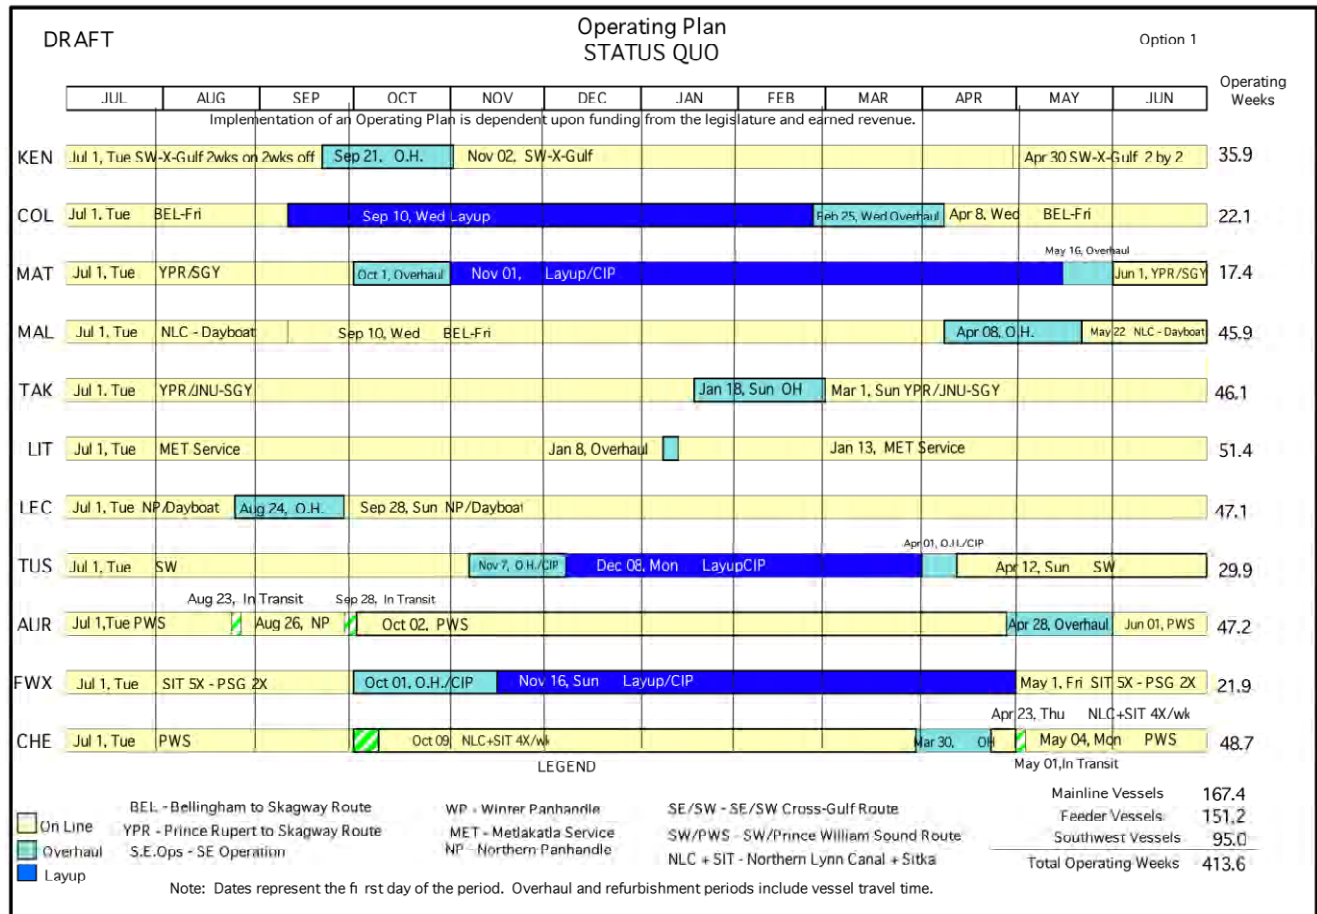 DRAFT
Operating Plan
STATUS QUO
Option 1
Operating
Weeks
JUL AUG SEP OCT NOV DEC JAN FEB MAR APR MAY JUN
Implementation of an Operating Plan is dependent upon funding from the legislature and earned revenue.
KEN Jul 1, Tue SW-X-Gulf 2wks on 2wks off Sep 21, O.H. Nov 02, SW-X-Gulf Apr 30 SW-X-Gulf 2 by 2 35.9
COL Jul 1, Tue BEL-Fri Sep 10, Wed Layup Feb 25, Wed Overhaul Apr 8, Wed BEL-Fri 22.1
May 16, Overhaul
MAT Jul 1, Tue YPR/SGY Oct 1, Overhaul Nov 01, Layup/CIP Jun 1, YPR/SGY 17.4
MAL Jul 1, Tue NLC - Dayboat Sep 10, Wed BEL-Fri Apr 08, O.H. May 22 NLC - Dayboat 45.9
TAK Jul 1, Tue YPR/JNU-SGY Jan 18, Sun OH Mar 1, Sun YPR/JNU-SGY 46.1
LIT Jul 1, Tue MET Service Jan 8, Overhaul Jan 13, MET Service 51.4
LEC Jul 1, Tue NP/Dayboat Aug 24, O.H. Sep 28, Sun NP/Dayboat 47.1
Apr 01, O.H./CIP
TUS Jul 1, Tue SW Nov 7, O.H./CIP Dec 08, Mon LayupCIP Apr 12, Sun SW 29.9
Aug 23, In Transit Sep 28, In Transit
AUR Jul 1,Tue PWS Aug 26, NP Oct 02, PWS Apr 28, Overhaul Jun 01, PWS 47.2
FWX Jul 1, Tue SIT 5X - PSG 2X Oct 01, O.H./CIP Nov 16, Sun Layup/CIP May 1, Fri SIT 5X - PSG 2X 21.9
Apr 23, Thu NLC+SIT 4X/wk
CHE Jul 1, Tue PWS Oct 09, NLC+SIT 4X/wk Mar 30, OH May 04, Mon PWS 48.7
May 01,In Transit
LEGEND
On Line
Overhaul
Layup
BEL - Bellingham to Skagway Route
YPR - Prince Rupert to Skagway Route
S.E.Ops - SE Operation
WP - Winter Panhandle
MET - Metlakatla Service
NP - Northern Panhandle
SE/SW - SE/SW Cross-Gulf Route
SW/PWS - SW/Prince William Sound Route
NLC + SIT - Northern Lynn Canal + Sitka
Mainline Vessels 167.4
Feeder Vessels 151.2
Southwest Vessels 95.0
Total Operating Weeks 413.6
Note: Dates represent the first day of the period. Overhaul and refurbishment periods include vessel travel time.